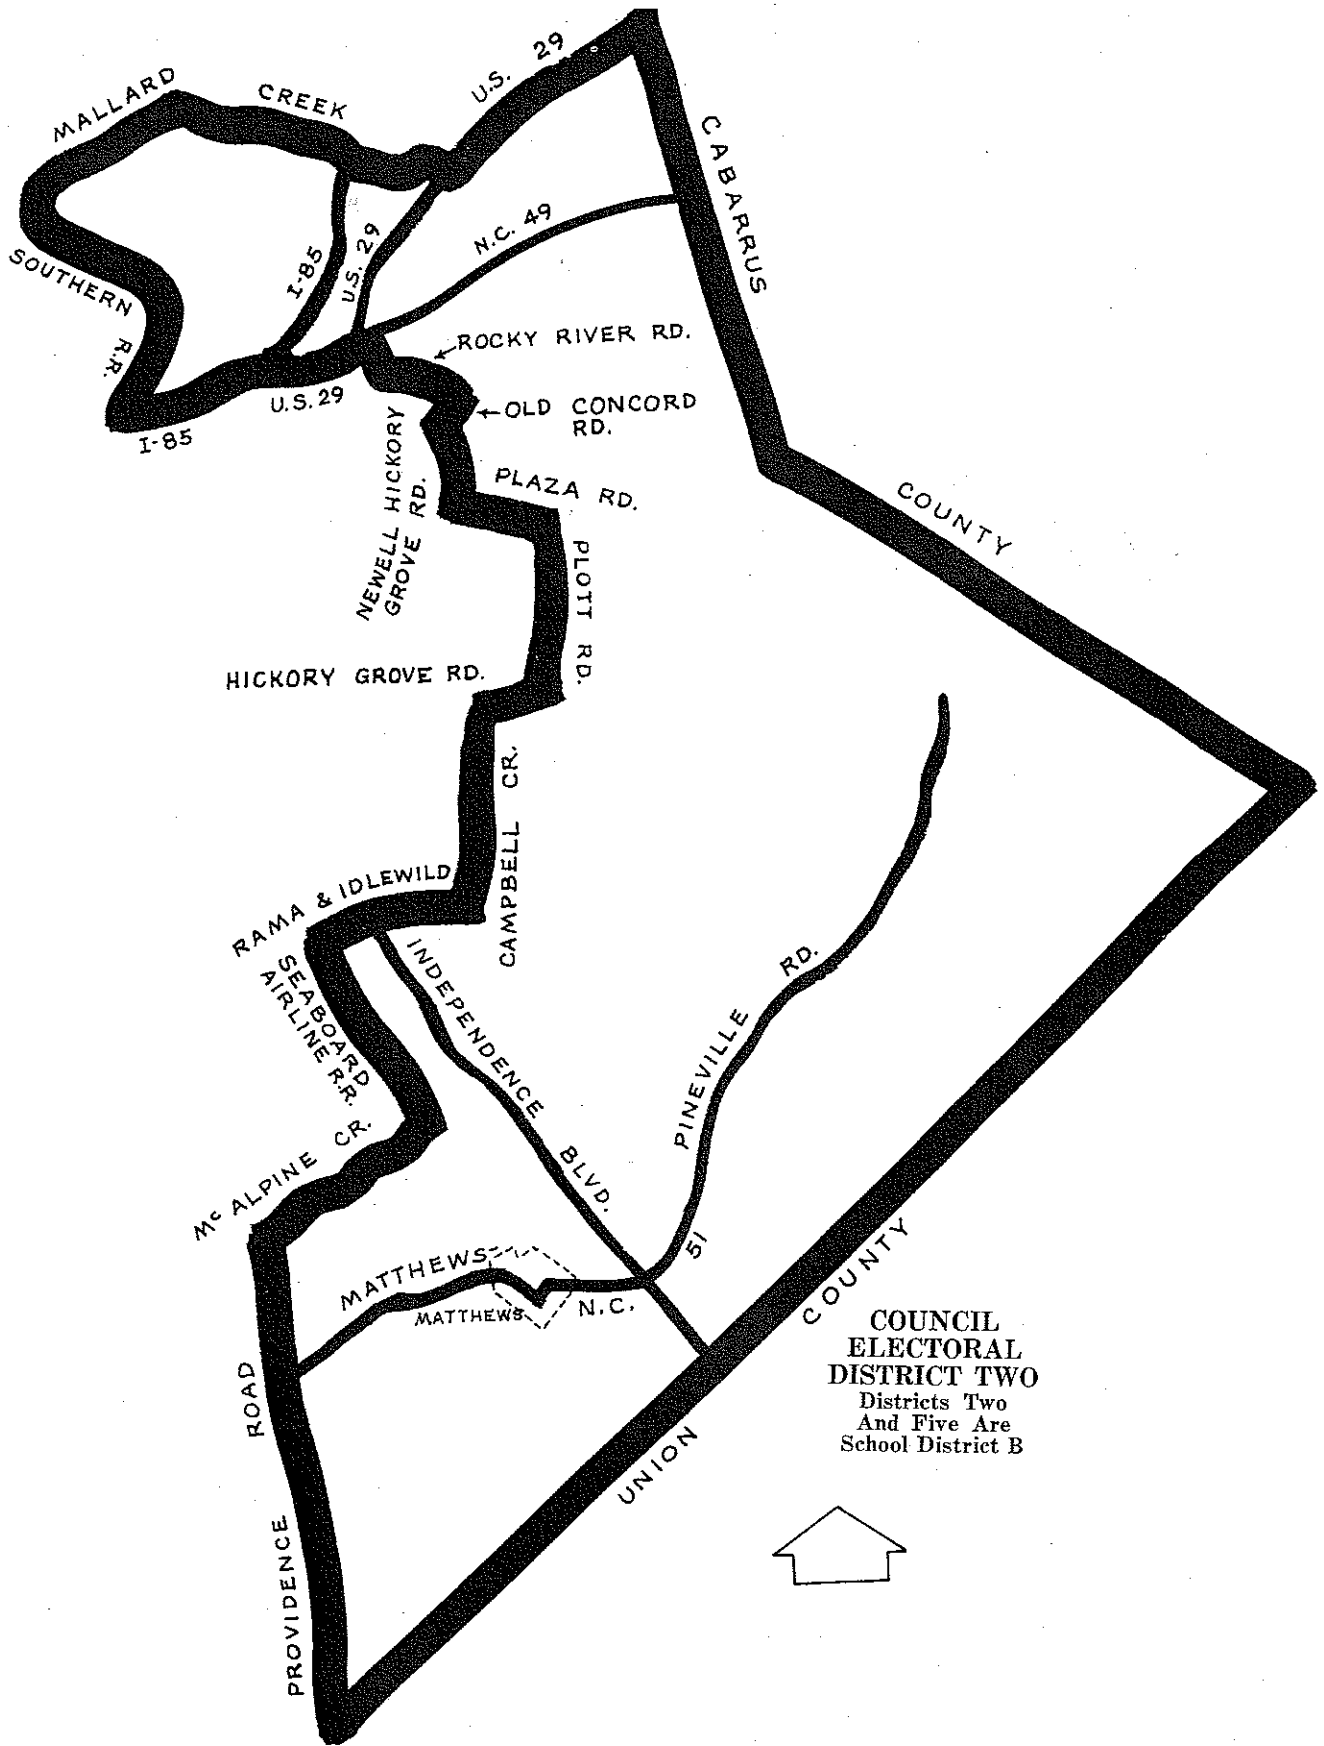 U.S. 29
MALLARD CREEK
CABARRUS COUNTY
N.C. 49
I-85
U.S. 29
SOUTHERN R.R.
ROCKY RIVER RD.
U.S. 29
OLD CONCORD
RD.
I-85
NEWELL HICKORY
GROVE RD.
PLAZA RD.
PLOTT RD.
HICKORY GROVE RD.
CAMPBELL CR.
RAMA & IDLEWILD
SEABOARD
AIRLINE R.R.
INDEPENDENCE BLVD.
PINEVILLE RD.
Mc ALPINE CR.
MATTHEWS
MATTHEWS
N.C. 51
UNION COUNTY
PROVIDENCE ROAD
COUNCIL
ELECTORAL
DISTRICT TWO
Districts Two
And Five Are
School District B